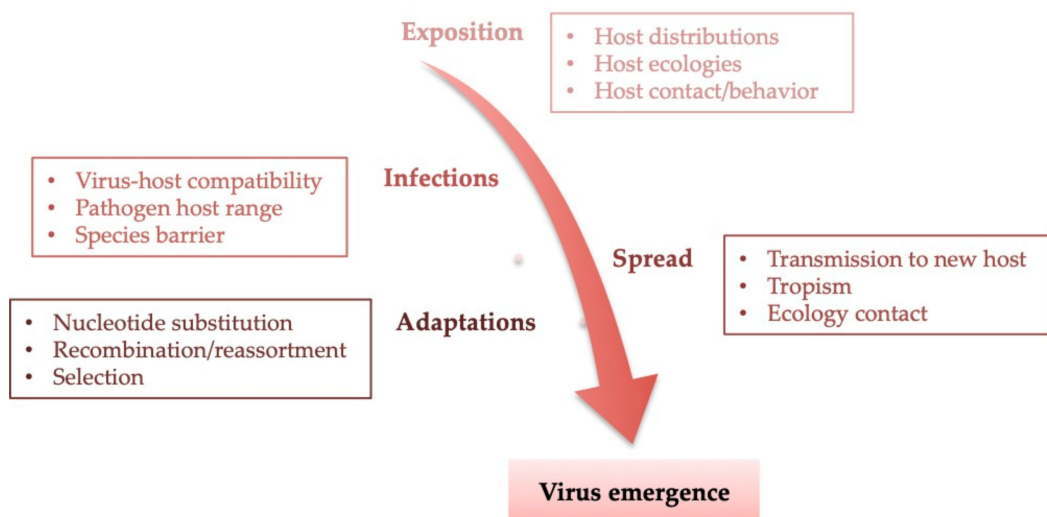 Exposition
• Host distributions
• Host ecologies
• Host contact/behavior
Infections
• Virus-host compatibility
• Pathogen host range
• Species barrier
Spread
• Transmission to new host
• Tropism
• Ecology contact
Adaptations
• Nucleotide substitution
• Recombination/reassortment
• Selection
Virus emergence